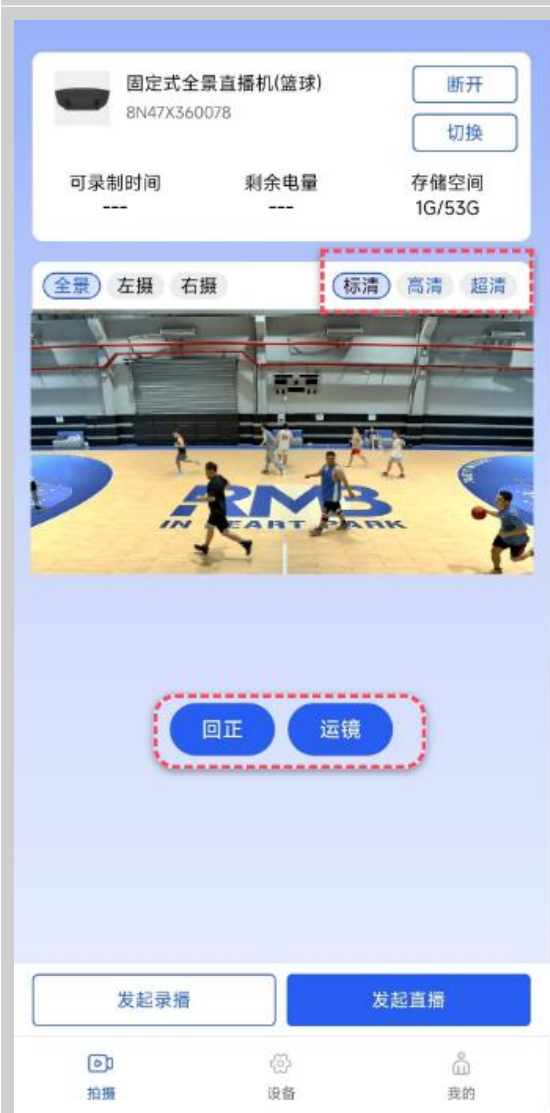 固定式全景直播机(篮球)
断开
8N47X360078
切换
可录制时间 剩余电量 存储空间
--- --- 1G/53G
全景 左摄 右摄 标清 高清 超清
RMB
IN HEART PARK
回正 运镜
发起录播 发起直播
拍摄 设备 我的